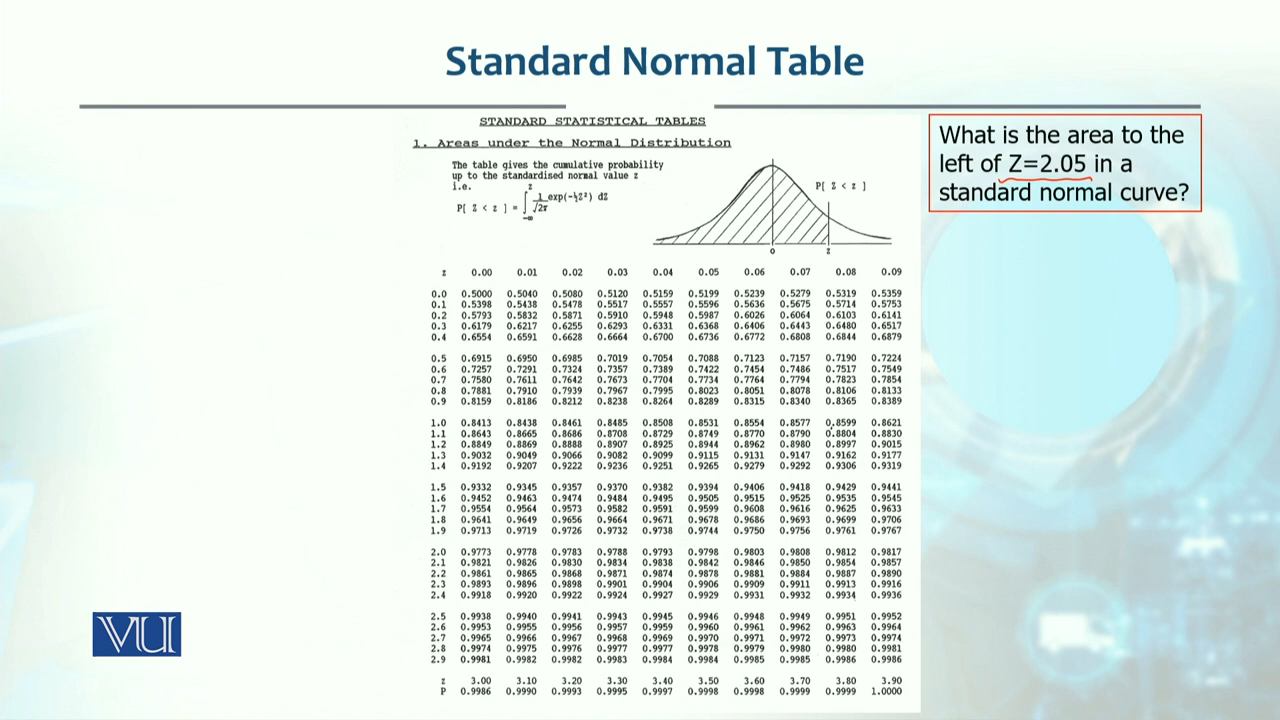 Standard Normal Table
STANDARD STATISTICAL TABLES
1. Areas under the Normal Distribution
The table gives the cumulative probability
up to the standardised normal value z
i.e.
z
P[ Z < z ] = ∫ 1 exp(-½Z²) dZ
√2π
-∞
P[ Z < z ]
0 z
z 0.00 0.01 0.02 0.03 0.04 0.05 0.06 0.07 0.08 0.09
0.0 0.5000 0.5040 0.5080 0.5120 0.5159 0.5199 0.5239 0.5279 0.5319 0.5359
0.1 0.5398 0.5438 0.5478 0.5517 0.5557 0.5596 0.5636 0.5675 0.5714 0.5753
0.2 0.5793 0.5832 0.5871 0.5910 0.5948 0.5987 0.6026 0.6064 0.6103 0.6141
0.3 0.6179 0.6217 0.6255 0.6293 0.6331 0.6368 0.6406 0.6443 0.6480 0.6517
0.4 0.6554 0.6591 0.6628 0.6664 0.6700 0.6736 0.6772 0.6808 0.6844 0.6879
0.5 0.6915 0.6950 0.6985 0.7019 0.7054 0.7088 0.7123 0.7157 0.7190 0.7224
0.6 0.7257 0.7291 0.7324 0.7357 0.7389 0.7422 0.7454 0.7486 0.7517 0.7549
0.7 0.7580 0.7611 0.7642 0.7673 0.7704 0.7734 0.7764 0.7794 0.7823 0.7854
0.8 0.7881 0.7910 0.7939 0.7967 0.7995 0.8023 0.8051 0.8078 0.8106 0.8133
0.9 0.8159 0.8186 0.8212 0.8238 0.8264 0.8289 0.8315 0.8340 0.8365 0.8389
1.0 0.8413 0.8438 0.8461 0.8485 0.8508 0.8531 0.8554 0.8577 0.8599 0.8621
1.1 0.8643 0.8665 0.8686 0.8708 0.8729 0.8749 0.8770 0.8790 0.8804 0.8830
1.2 0.8849 0.8869 0.8888 0.8907 0.8925 0.8944 0.8962 0.8980 0.8997 0.9015
1.3 0.9032 0.9049 0.9066 0.9082 0.9099 0.9115 0.9131 0.9147 0.9162 0.9177
1.4 0.9192 0.9207 0.9222 0.9236 0.9251 0.9265 0.9279 0.9292 0.9306 0.9319
1.5 0.9332 0.9345 0.9357 0.9370 0.9382 0.9394 0.9406 0.9418 0.9429 0.9441
1.6 0.9452 0.9463 0.9474 0.9484 0.9495 0.9505 0.9515 0.9525 0.9535 0.9545
1.7 0.9554 0.9564 0.9573 0.9582 0.9591 0.9599 0.9608 0.9616 0.9625 0.9633
1.8 0.9641 0.9649 0.9656 0.9664 0.9671 0.9678 0.9686 0.9693 0.9699 0.9706
1.9 0.9713 0.9719 0.9726 0.9732 0.9738 0.9744 0.9750 0.9756 0.9761 0.9767
2.0 0.9773 0.9778 0.9783 0.9788 0.9793 0.9798 0.9803 0.9808 0.9812 0.9817
2.1 0.9821 0.9826 0.9830 0.9834 0.9838 0.9842 0.9846 0.9850 0.9854 0.9857
2.2 0.9861 0.9865 0.9868 0.9871 0.9874 0.9878 0.9881 0.9884 0.9887 0.9890
2.3 0.9893 0.9896 0.9898 0.9901 0.9904 0.9906 0.9909 0.9911 0.9913 0.9916
2.4 0.9918 0.9920 0.9922 0.9924 0.9927 0.9929 0.9931 0.9932 0.9934 0.9936
2.5 0.9938 0.9940 0.9941 0.9943 0.9945 0.9946 0.9948 0.9949 0.9951 0.9952
2.6 0.9953 0.9955 0.9956 0.9957 0.9959 0.9960 0.9961 0.9962 0.9963 0.9964
2.7 0.9965 0.9966 0.9967 0.9968 0.9969 0.9970 0.9971 0.9972 0.9973 0.9974
2.8 0.9974 0.9975 0.9976 0.9977 0.9977 0.9978 0.9979 0.9980 0.9980 0.9981
2.9 0.9981 0.9982 0.9982 0.9983 0.9984 0.9984 0.9985 0.9985 0.9986 0.9986
z 3.00 3.10 3.20 3.30 3.40 3.50 3.60 3.70 3.80 3.90
P 0.9986 0.9990 0.9993 0.9995 0.9997 0.9998 0.9998 0.9999 0.9999 1.0000
What is the area to the
left of Z=2.05 in a
standard normal curve?
VU